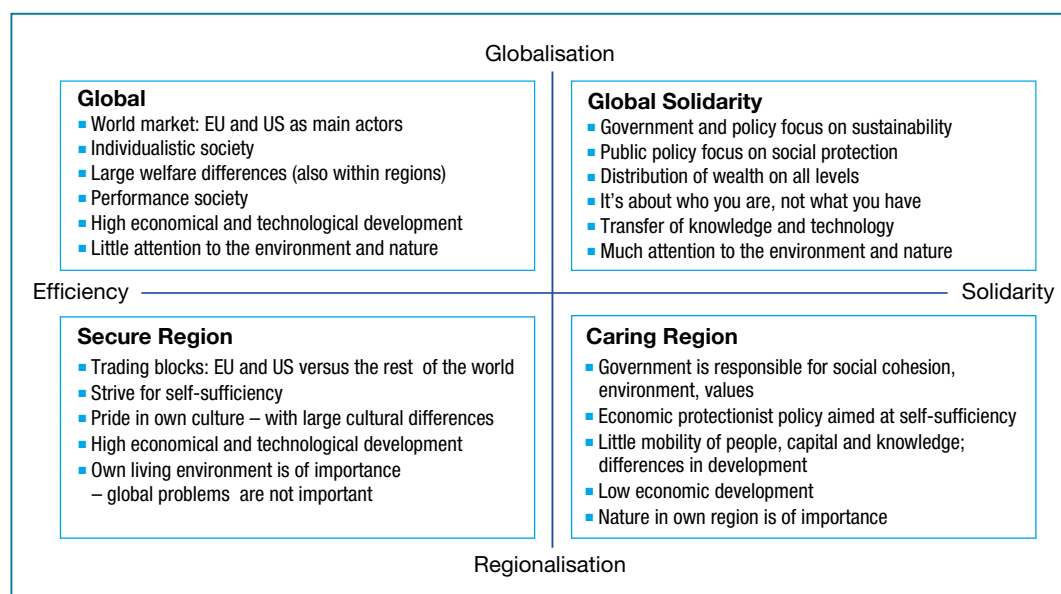 Globalisation
Global
World market: EU and US as main actors
Individualistic society
Large welfare differences (also within regions)
Performance society
High economical and technological development
Little attention to the environment and nature
Global Solidarity
Government and policy focus on sustainability
Public policy focus on social protection
Distribution of wealth on all levels
It's about who you are, not what you have
Transfer of knowledge and technology
Much attention to the environment and nature
Efficiency
Solidarity
Secure Region
Trading blocks: EU and US versus the rest of the world
Strive for self-sufficiency
Pride in own culture – with large cultural differences
High economical and technological development
Own living environment is of importance
– global problems are not important
Caring Region
Government is responsible for social cohesion,
environment, values
Economic protectionist policy aimed at self-sufficiency
Little mobility of people, capital and knowledge;
differences in development
Low economic development
Nature in own region is of importance
Regionalisation